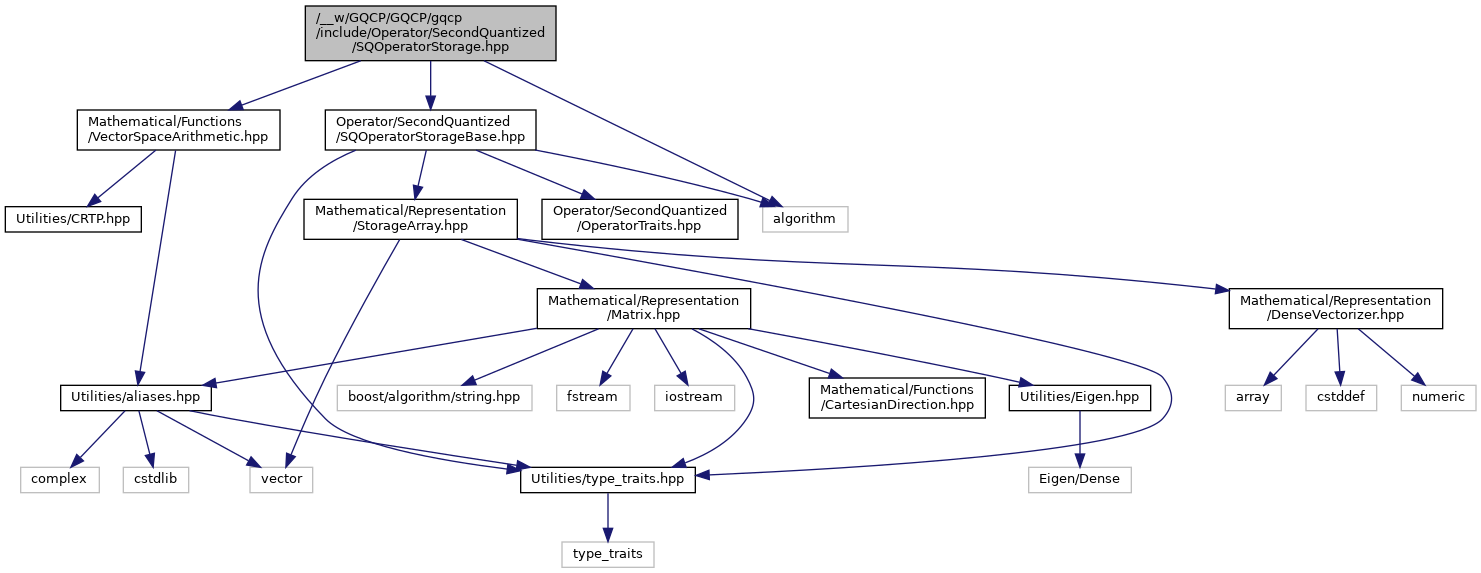 /__w/GQCP/GQCP/gqcp
/include/Operator/SecondQuantized
/SQOperatorStorage.hpp
Mathematical/Functions
/VectorSpaceArithmetic.hpp
Operator/SecondQuantized
/SQOperatorStorageBase.hpp
Utilities/CRTP.hpp
Mathematical/Representation
/StorageArray.hpp
Operator/SecondQuantized
/OperatorTraits.hpp
algorithm
Mathematical/Representation
/Matrix.hpp
Mathematical/Representation
/DenseVectorizer.hpp
Utilities/aliases.hpp
boost/algorithm/string.hpp
fstream
iostream
Mathematical/Functions
/CartesianDirection.hpp
Utilities/Eigen.hpp
array
cstddef
numeric
complex
cstdlib
vector
Utilities/type_traits.hpp
Eigen/Dense
type_traits